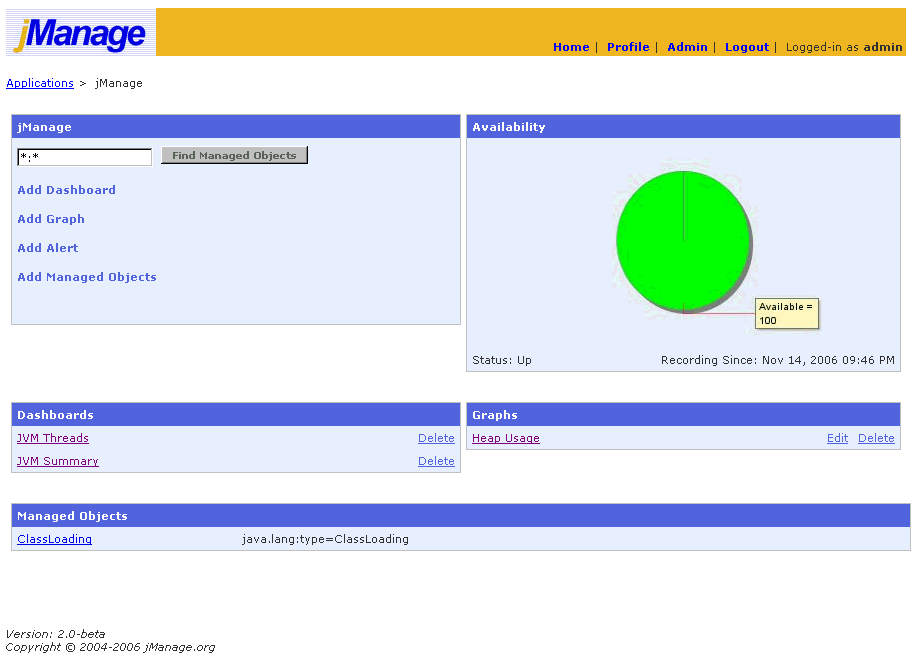 jManage
Home | Profile | Admin | Logout | Logged-in as admin
Applications > jManage
jManage
*:*
Find Managed Objects
Add Dashboard
Add Graph
Add Alert
Add Managed Objects
Availability
Available =
100
Status: Up
Recording Since: Nov 14, 2006 09:46 PM
Dashboards
JVM Threads Delete
JVM Summary Delete
Graphs
Heap Usage Edit Delete
Managed Objects
ClassLoading java.lang:type=ClassLoading
Version: 2.0-beta
Copyright © 2004-2006 jManage.org